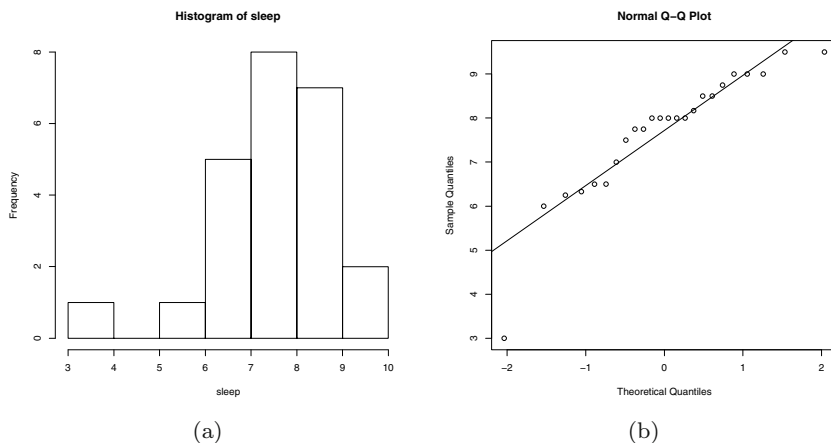 Histogram of sleep
Frequency
0
2
4
6
8
3 4 5 6 7 8 9 10
sleep
(a)
Normal Q−Q Plot
Sample Quantiles
3
4
5
6
7
8
9
−2 −1 0 1 2
Theoretical Quantiles
(b)